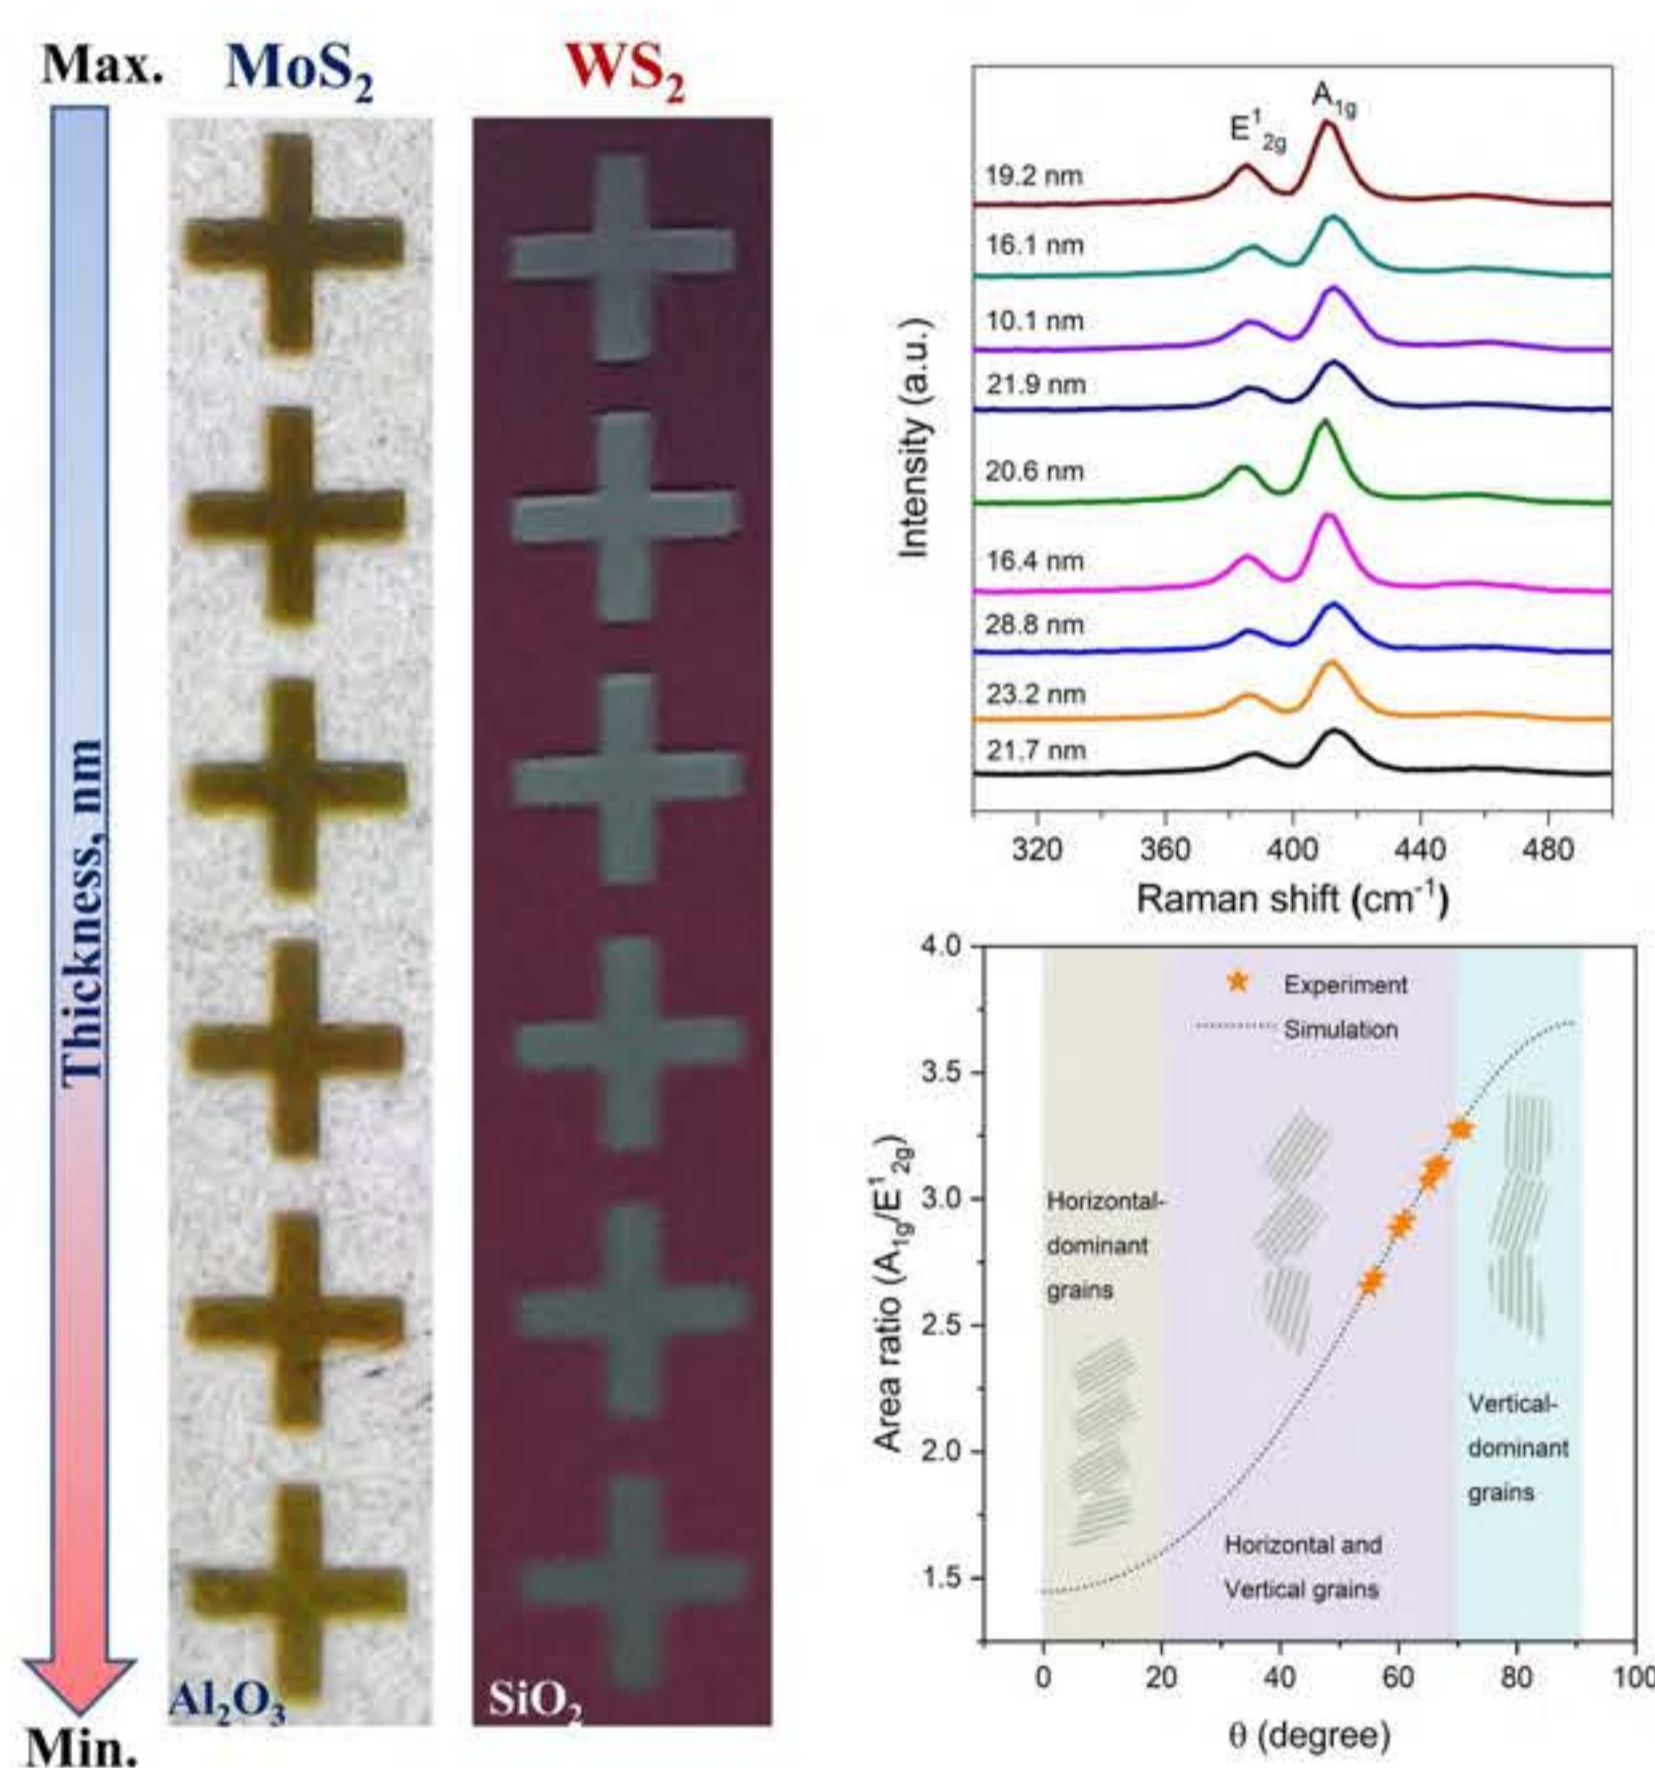 Max.
MoS₂
WS₂
Thickness, nm
Min.
Al₂O₃
SiO₂
E¹₂g
A₁g
19.2 nm
16.1 nm
10.1 nm
21.9 nm
20.6 nm
16.4 nm
28.8 nm
23.2 nm
21.7 nm
Intensity (a.u.)
320 360 400 440 480
Raman shift (cm⁻¹)
4.0
3.5
3.0
2.5
2.0
1.5
Area ratio (A₁g/E¹₂g)
Experiment
Simulation
Horizontal-
dominant
grains
Horizontal and
Vertical grains
Vertical-
dominant
grains
0 20 40 60 80 100
θ (degree)